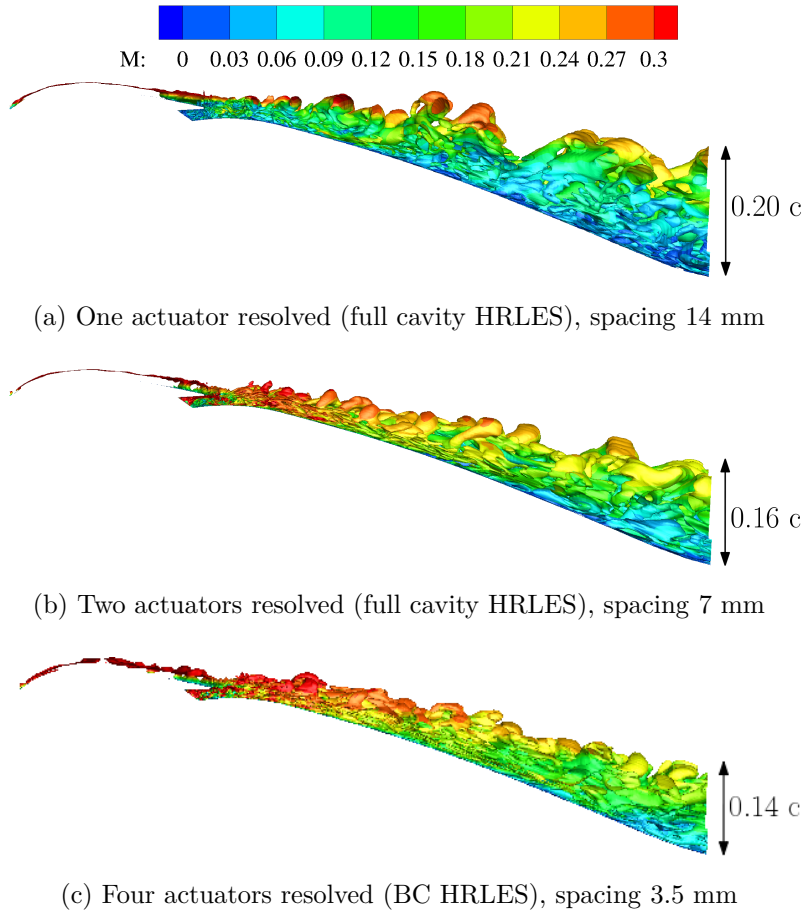 M: 0 0.03 0.06 0.09 0.12 0.15 0.18 0.21 0.24 0.27 0.3
0.20 c
(a) One actuator resolved (full cavity HRLES), spacing 14 mm
0.16 c
(b) Two actuators resolved (full cavity HRLES), spacing 7 mm
0.14 c
(c) Four actuators resolved (BC HRLES), spacing 3.5 mm